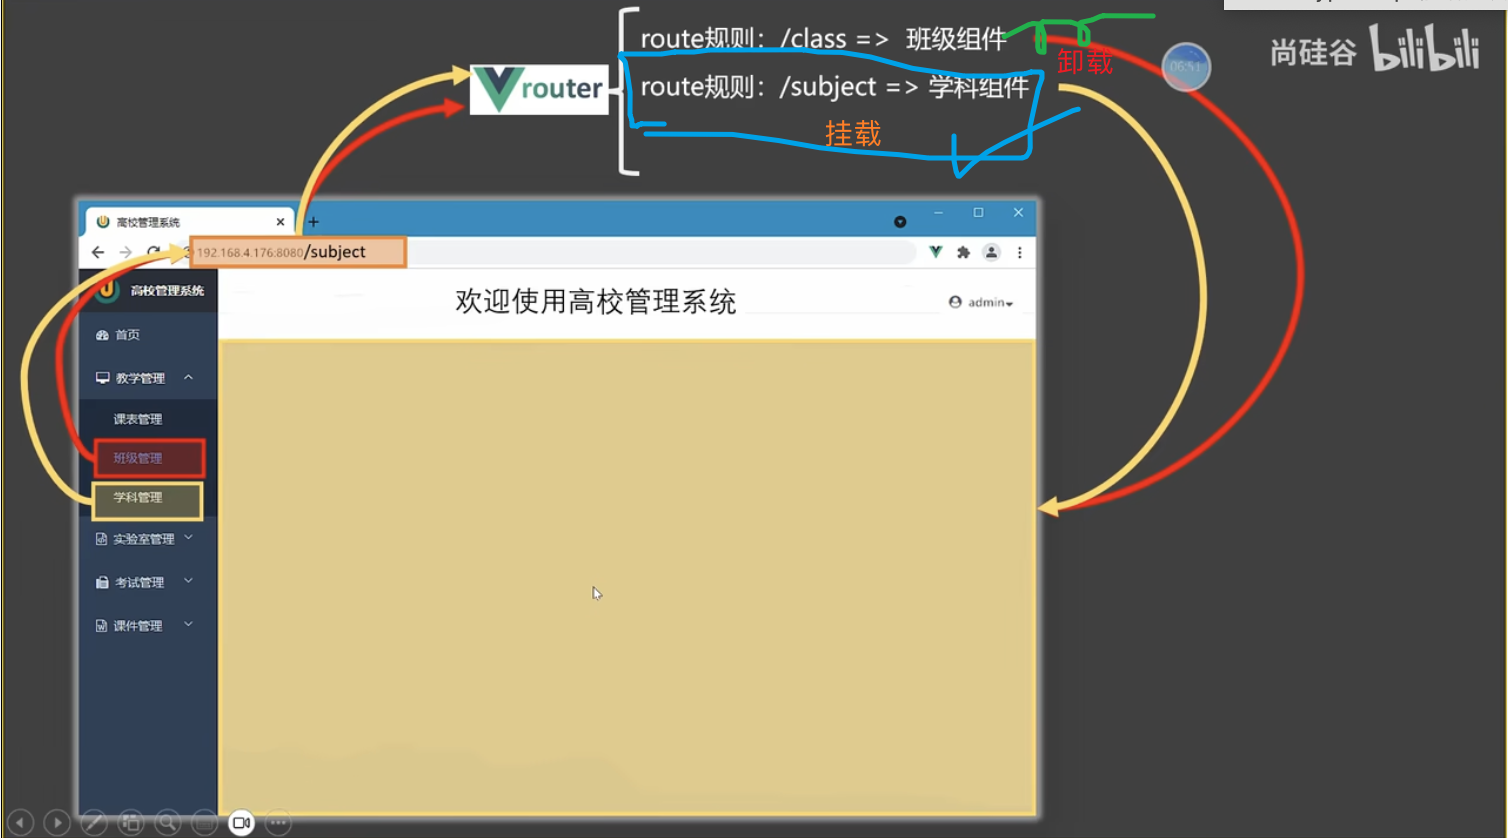 route规则：/class => 班级组件
卸载
06:51
尚硅谷 bilibili
router
route规则：/subject => 学科组件
挂载
高校管理系统
192.168.4.176:8080/subject
高校管理系统
欢迎使用高校管理系统
admin
首页
教学管理
课表管理
班级管理
学科管理
实验室管理
考试管理
课件管理